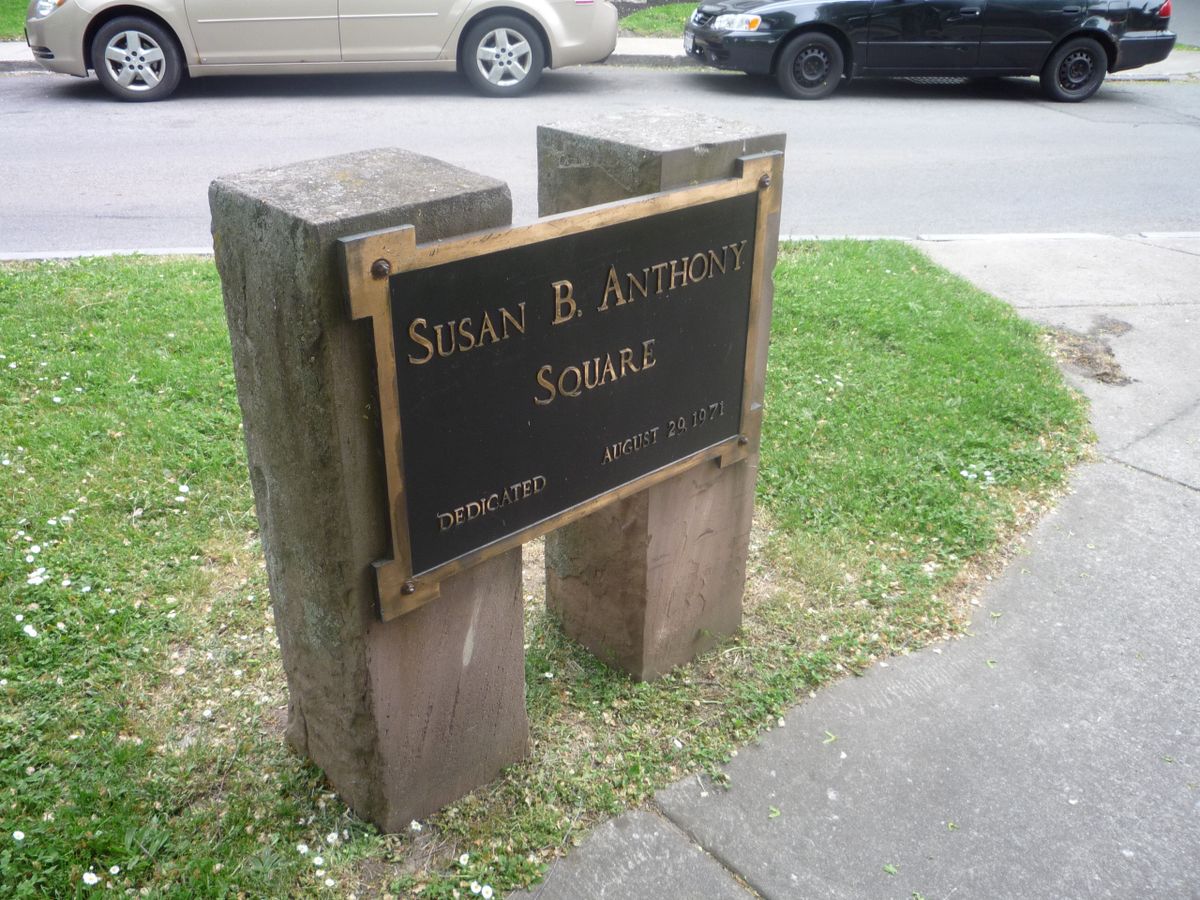 SUSAN B. ANTHONY
SQUARE
DEDICATED AUGUST 29, 1971